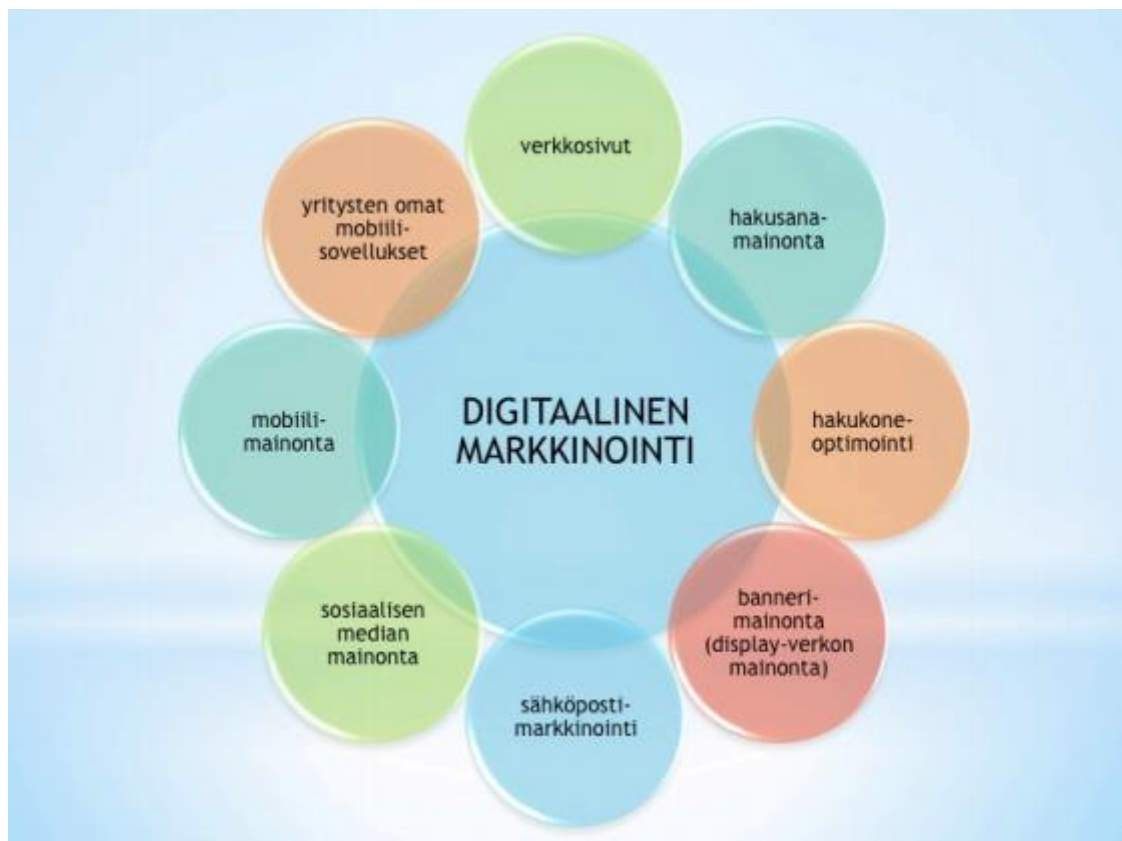 verkkosivut
hakusana-
mainonta
hakukone-
optimointi
banneri-
mainonta
(display-verkon
mainonta)
sähköposti-
markkinointi
sosiaalisen
median
mainonta
mobiili-
mainonta
yritysten omat
mobiili-
sovellukset
DIGITAALINEN
MARKKINOINTI